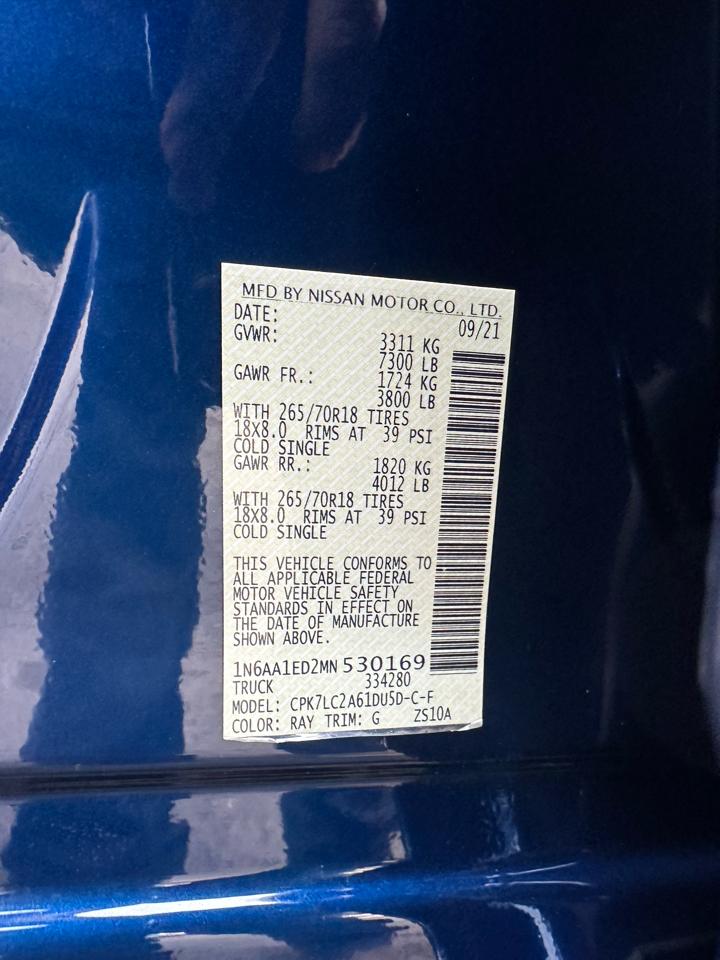 MFD BY NISSAN MOTOR CO., LTD.
DATE: 09/21
GVWR: 3311 KG
7300 LB
GAWR FR.: 1724 KG
3800 LB
WITH 265/70R18 TIRES
18X8.0 RIMS AT 39 PSI
COLD SINGLE
GAWR RR.: 1820 KG
4012 LB
WITH 265/70R18 TIRES
18X8.0 RIMS AT 39 PSI
COLD SINGLE
THIS VEHICLE CONFORMS TO
ALL APPLICABLE FEDERAL
MOTOR VEHICLE SAFETY
STANDARDS IN EFFECT ON
THE DATE OF MANUFACTURE
SHOWN ABOVE.
1N6AA1ED2MN530169
TRUCK 334280
MODEL: CPK7LC2A61DU5D-C-F
COLOR: RAY TRIM: G ZS10A